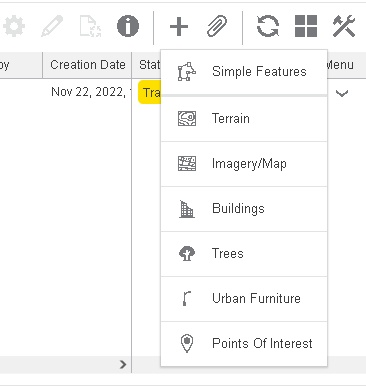 by Creation Date Stat Menu
Nov 22, 2022, Tra
Simple Features
Terrain
Imagery/Map
Buildings
Trees
Urban Furniture
Points Of Interest